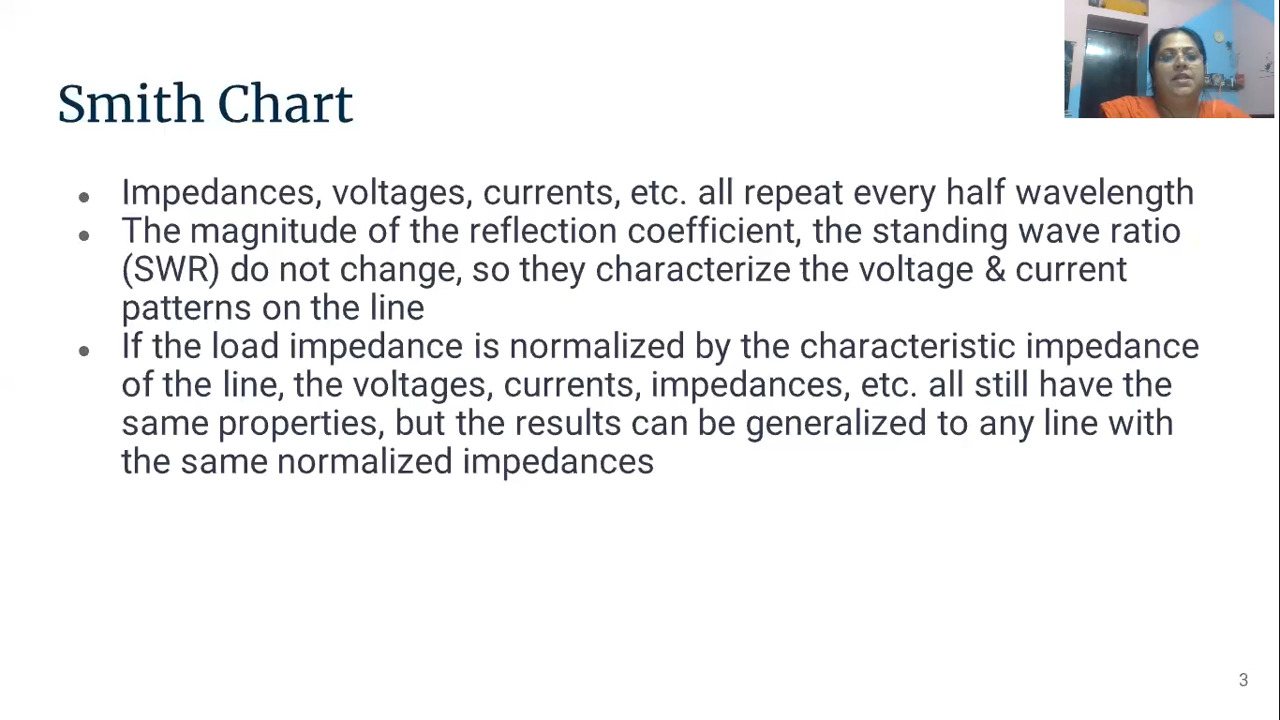 Smith Chart
Impedances, voltages, currents, etc. all repeat every half wavelength
The magnitude of the reflection coefficient, the standing wave ratio
(SWR) do not change, so they characterize the voltage & current
patterns on the line
If the load impedance is normalized by the characteristic impedance
of the line, the voltages, currents, impedances, etc. all still have the
same properties, but the results can be generalized to any line with
the same normalized impedances
3